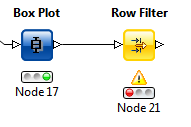 Box Plot
Row Filter
Node 17
Node 21